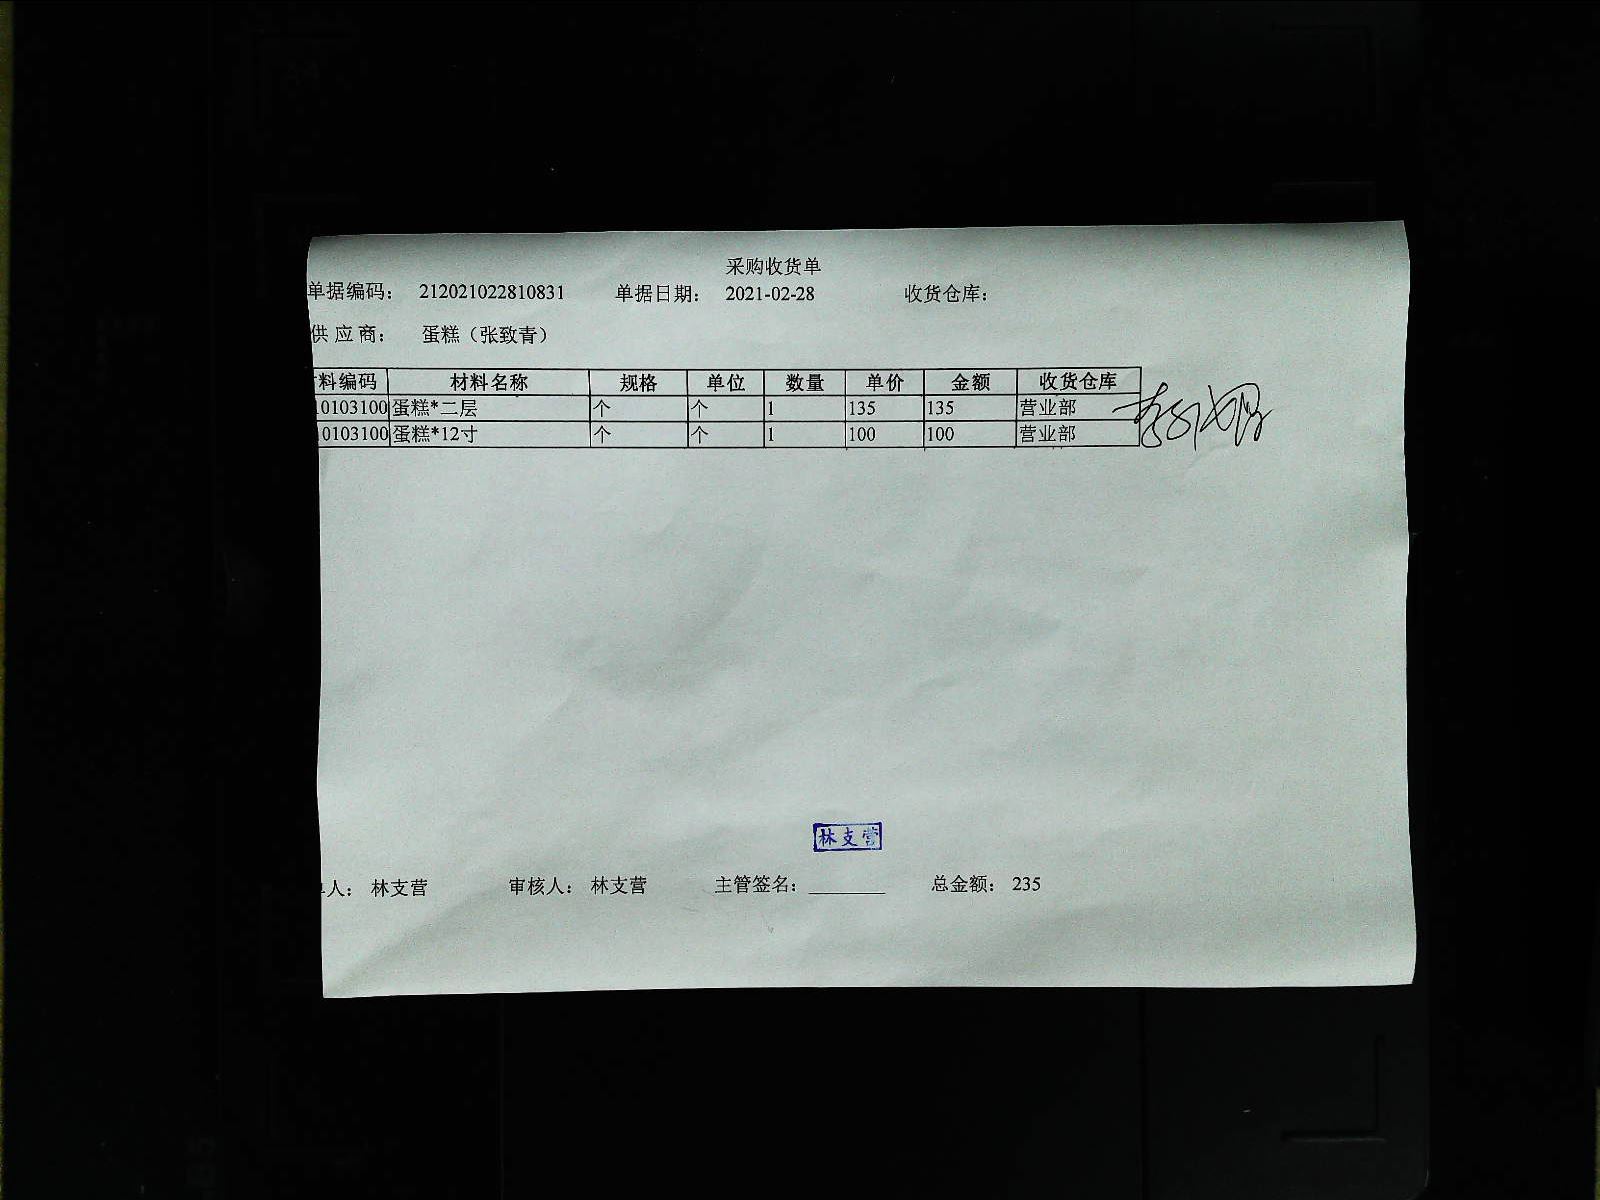 采购收货单
单据编码： 212021022810831 单据日期： 2021-02-28 收货仓库：
供应商： 蛋糕（张致青）
料编码 材料名称 规格 单位 数量 单价 金额 收货仓库
10103100 蛋糕*二层 个 个 1 135 135 营业部
10103100 蛋糕*12寸 个 个 1 100 100 营业部
林支营
人： 林支营 审核人： 林支营 主管签名：________ 总金额： 235